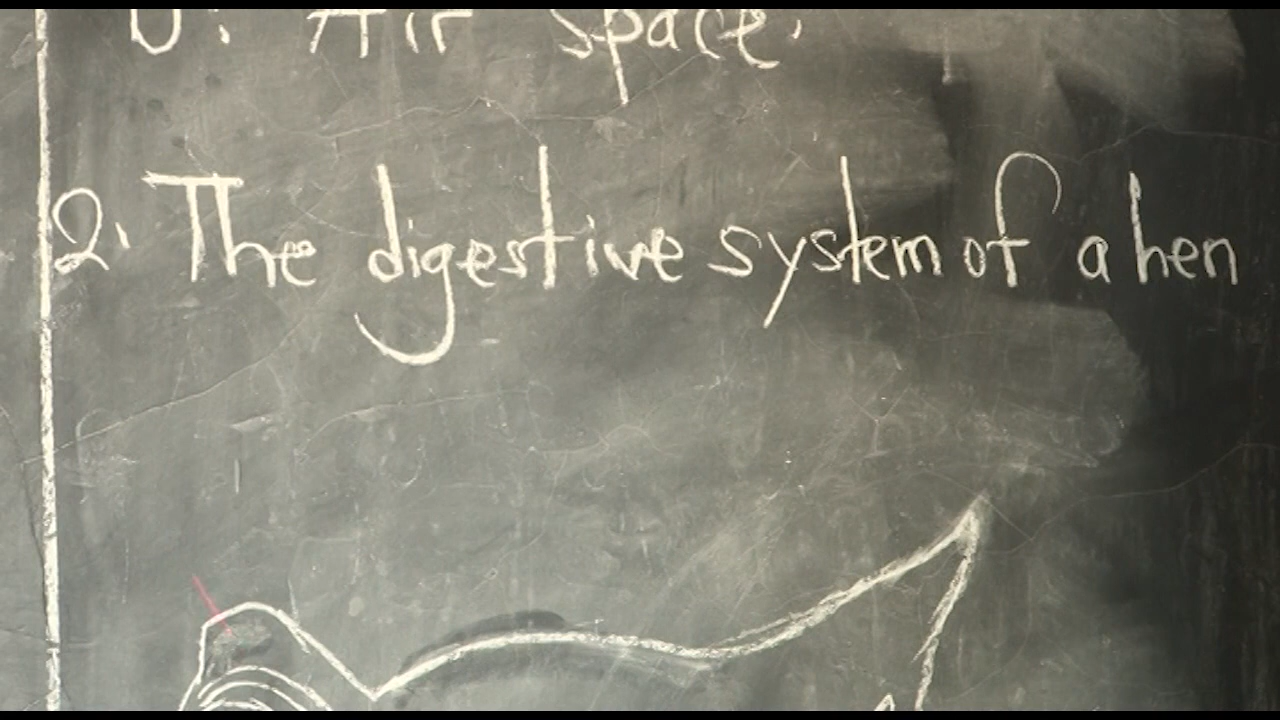 Air space.
2. The digestive system of a hen